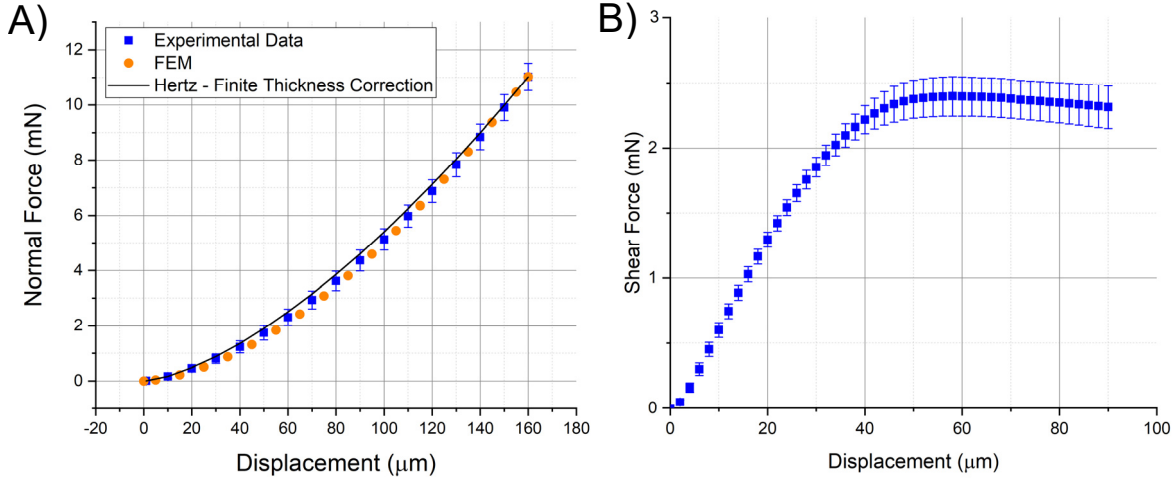 A)
Normal Force (mN)
12
10
8
6
4
2
0
-20 0 20 40 60 80 100 120 140 160 180
Displacement (μm)
Experimental Data
FEM
Hertz - Finite Thickness Correction
B)
Shear Force (mN)
3
2
1
0
0 20 40 60 80 100
Displacement (μm)